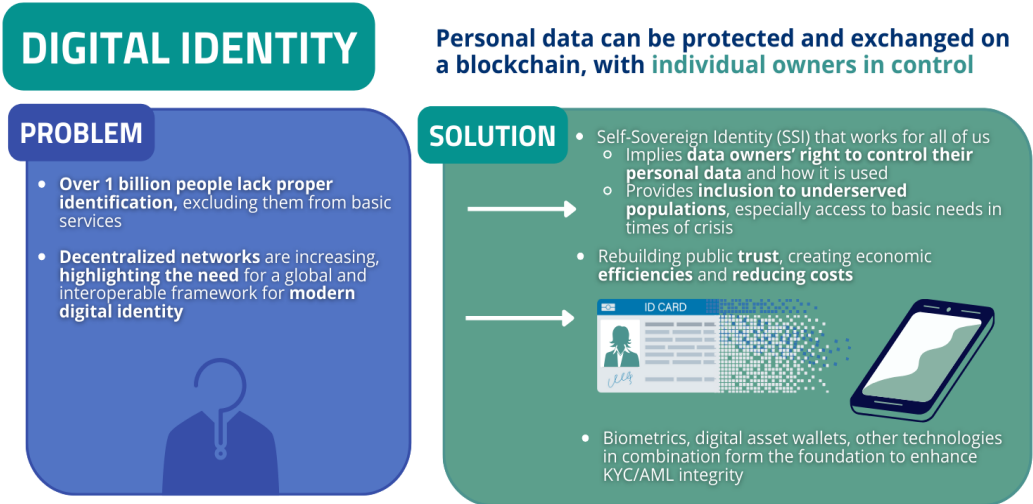 DIGITAL IDENTITY
Personal data can be protected and exchanged on
a blockchain, with individual owners in control
PROBLEM
• Over 1 billion people lack proper
identification, excluding them from basic
services
• Decentralized networks are increasing,
highlighting the need for a global and
interoperable framework for modern
digital identity
SOLUTION
• Self-Sovereign Identity (SSI) that works for all of us
○ Implies data owners’ right to control their
personal data and how it is used
○ Provides inclusion to underserved
populations, especially access to basic needs in
times of crisis
• Rebuilding public trust, creating economic
efficiencies and reducing costs
ID CARD
• Biometrics, digital asset wallets, other technologies
in combination form the foundation to enhance
KYC/AML integrity